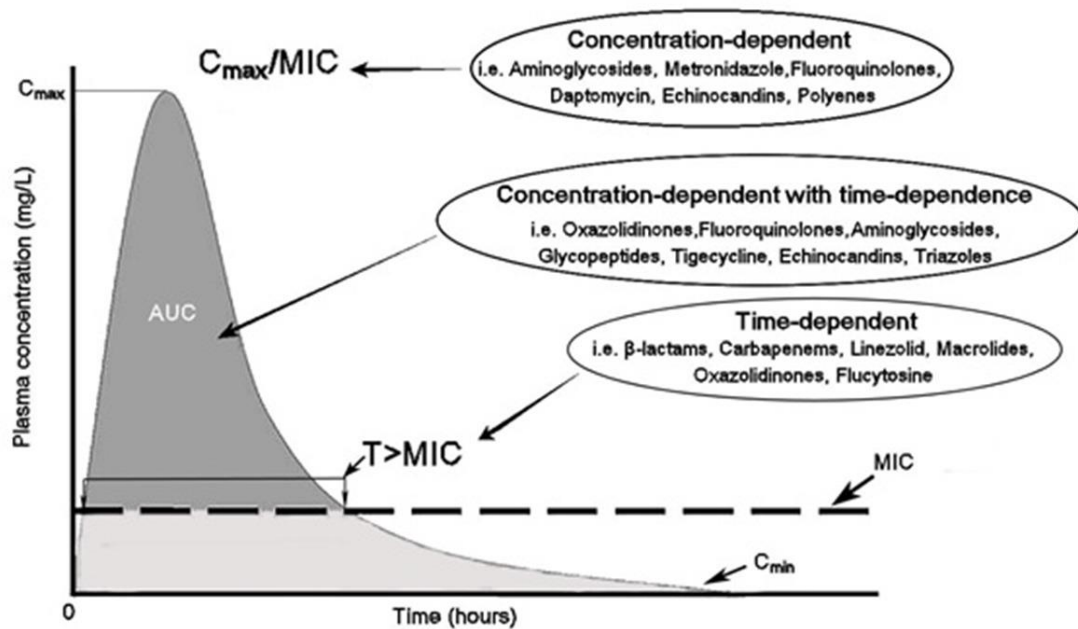 Concentration-dependent
i.e. Aminoglycosides, Metronidazole,Fluoroquinolones,
Daptomycin, Echinocandins, Polyenes
Cmax/MIC
Cmax
Concentration-dependent with time-dependence
i.e. Oxazolidinones,Fluoroquinolones,Aminoglycosides,
Glycopeptides, Tigecycline, Echinocandins, Triazoles
Plasma concentration (mg/L)
AUC
Time-dependent
i.e. β-lactams, Carbapenems, Linezolid, Macrolides,
Oxazolidinones, Flucytosine
T>MIC
MIC
Cmin
0
Time (hours)